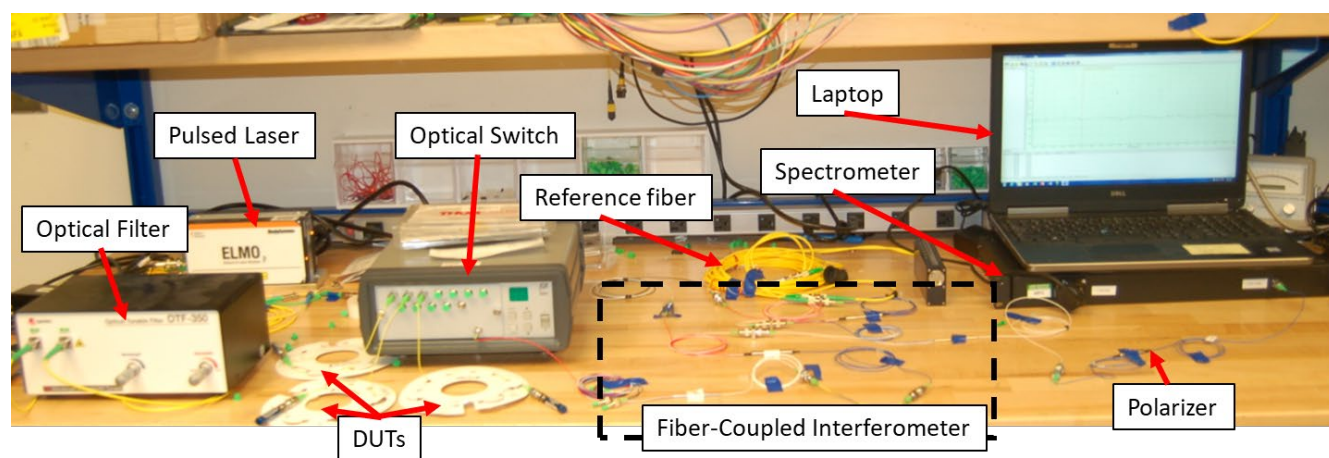 Laptop
Pulsed Laser
Optical Switch
Spectrometer
Reference fiber
Optical Filter
ELMO
OTF-350
DELL
Polarizer
DUTs
Fiber-Coupled Interferometer